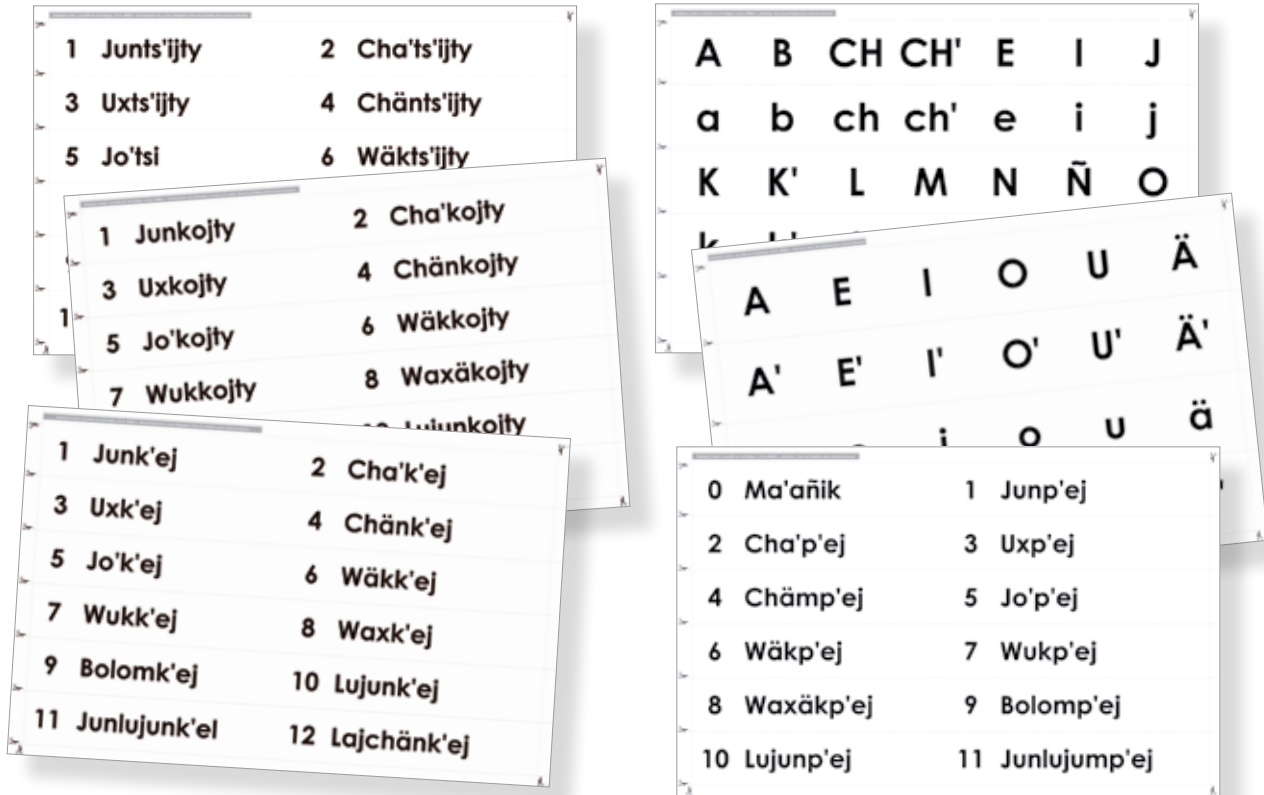 1 Junts'ijty 2 Cha'ts'ijty
3 Uxts'ijty 4 Chänts'ijty
5 Jo'tsi 6 Wäkts'ijty
1 Junkojty 2 Cha'kojty
3 Uxkojty 4 Chänkojty
5 Jo'kojty 6 Wäkkojty
7 Wukkojty 8 Waxäkojty
Lujunkojty
1 Junk'ej 2 Cha'k'ej
3 Uxk'ej 4 Chänk'ej
5 Jo'k'ej 6 Wäkk'ej
7 Wukk'ej 8 Waxk'ej
9 Bolomk'ej 10 Lujunk'ej
11 Junlujunk'el 12 Lajchänk'ej
A B CH CH' E I J
a b ch ch' e i j
K K' L M N Ñ O
A E I O U Ä
A' E' I' O' U' Ä'
i o u ä
0 Ma'añik 1 Junp'ej
2 Cha'p'ej 3 Uxp'ej
4 Chämp'ej 5 Jo'p'ej
6 Wäkp'ej 7 Wukp'ej
8 Waxäkp'ej 9 Bolomp'ej
10 Lujunp'ej 11 Junlujump'ej